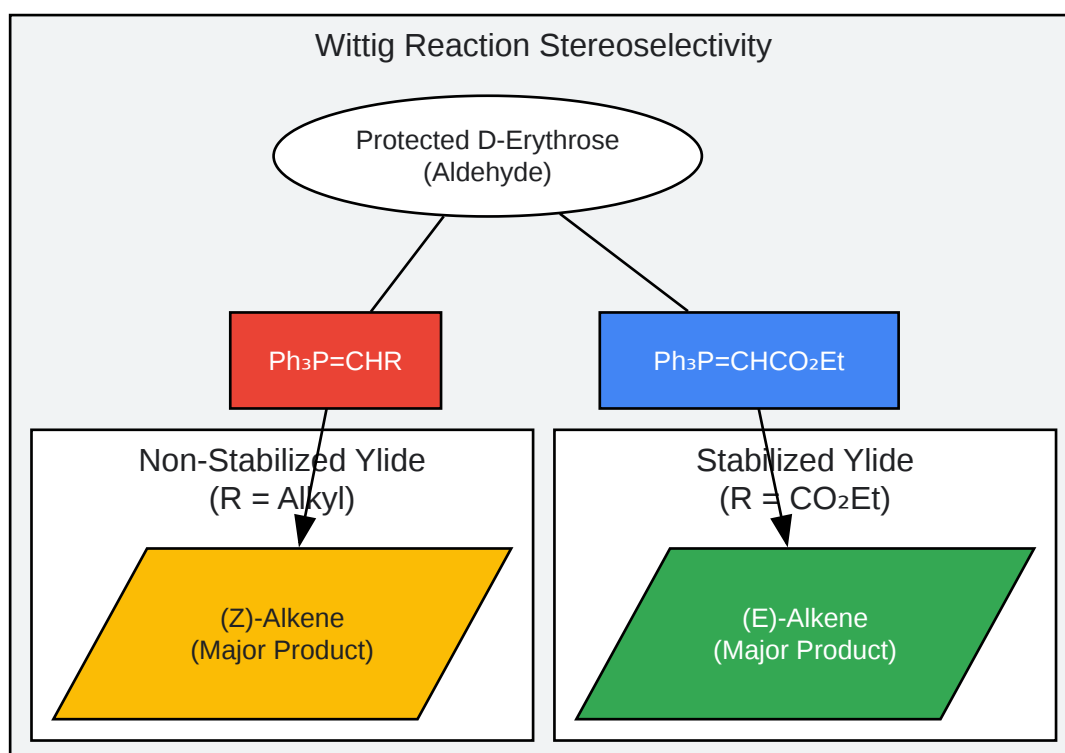 Wittig Reaction Stereoselectivity
Protected D-Erythrose
(Aldehyde)
Ph₃P=CHR
Ph₃P=CHCO₂Et
Non-Stabilized Ylide
(R = Alkyl)
Stabilized Ylide
(R = CO₂Et)
(Z)-Alkene
(Major Product)
(E)-Alkene
(Major Product)